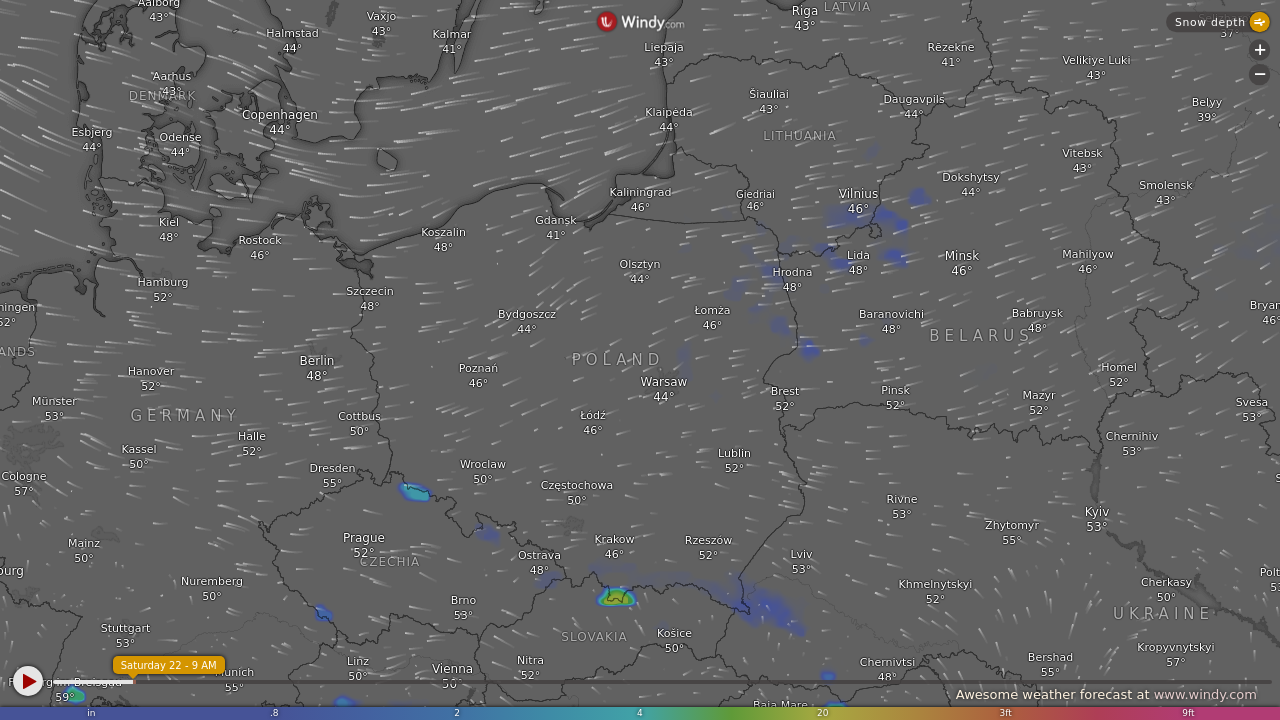 Aalborg
43°
Vaxjo
43°
Halmstad
44°
Kalmar
41°
Windy.com
Riga
43°
LATVIA
Snow depth
37°
Liepaja
43°
Rēzekne
41°
Velikiye Luki
43°
+
−
Aarhus
43°
DENMARK
Šiauliai
43°
Daugavpils
44°
Belyy
39°
Copenhagen
44°
Klaipėda
44°
Esbjerg
44°
Odense
44°
LITHUANIA
Vitebsk
43°
Dokshytsy
44°
Smolensk
43°
Kaliningrad
46°
Giedriai
46°
Vilnius
46°
Kiel
48°
Rostock
46°
Koszalin
48°
Gdansk
41°
Olsztyn
44°
Hrodna
48°
Lida
48°
Minsk
46°
Mahilyow
46°
Hamburg
52°
Szczecin
48°
Bydgoszcz
44°
Łomża
46°
Baranovichi
48°
Babruysk
48°
BELARUS
46°
52°
Hanover
52°
Berlin
48°
Poznań
46°
POLAND
Warsaw
44°
Brest
52°
Pinsk
52°
Mazyr
52°
Homel
52°
Svesa
53°
Münster
53°
GERMANY
Cottbus
50°
Łódź
46°
Chernihiv
53°
Kassel
50°
Halle
52°
Dresden
55°
Wroclaw
50°
Lublin
52°
Cologne
57°
Częstochowa
50°
Rivne
53°
Kyiv
53°
Zhytomyr
55°
Mainz
50°
Prague
52°
CZECHIA
Ostrava
48°
Krakow
46°
Rzeszow
52°
Lviv
53°
Nuremberg
50°
Khmelnytskyi
52°
Cherkasy
50°
Brno
53°
UKRAINE
Stuttgart
53°
SLOVAKIA
Košice
50°
Kropyvnytskyi
57°
Saturday 22 - 9 AM
59°
55°
Linz
50°
Vienna
50°
Nitra
52°
Chernivtsi
48°
Bershad
55°
Baia Mare
Awesome weather forecast at www.windy.com
in .8 2 4 20 3ft 9ft